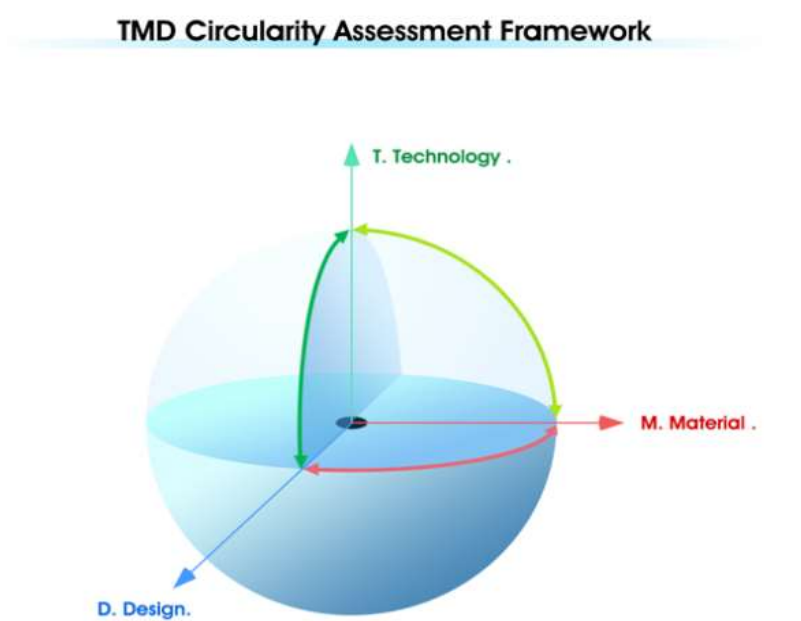 TMD Circularity Assessment Framework
T. Technology .
M. Material .
D. Design.